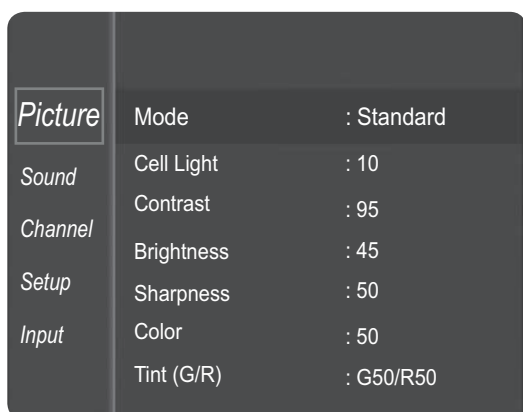 Picture
Sound
Channel
Setup
Input
Mode : Standard
Cell Light : 10
Contrast : 95
Brightness : 45
Sharpness : 50
Color : 50
Tint (G/R) : G50/R50